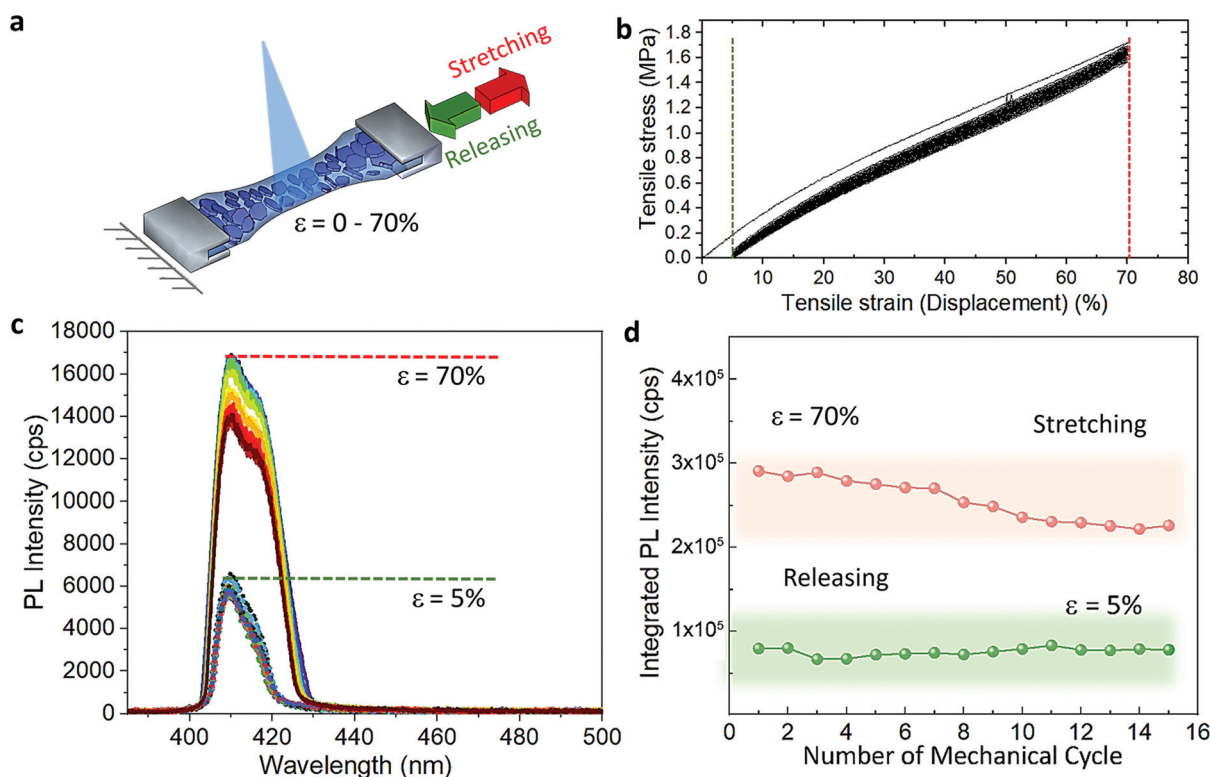 a
Stretching
Releasing
ε = 0 - 70%
b
Tensile stress (MPa)
1.8
1.6
1.4
1.2
1.0
0.8
0.6
0.4
0.2
0.0
0 10 20 30 40 50 60 70 80
Tensile strain (Displacement) (%)
c
PL Intensity (cps)
18000
16000
14000
12000
10000
8000
6000
4000
2000
0
ε = 70%
ε = 5%
400 420 440 460 480 500
Wavelength (nm)
d
Integrated PL Intensity (cps)
4x10⁵
3x10⁵
2x10⁵
1x10⁵
ε = 70%
Stretching
Releasing
ε = 5%
0 2 4 6 8 10 12 14 16
Number of Mechanical Cycle